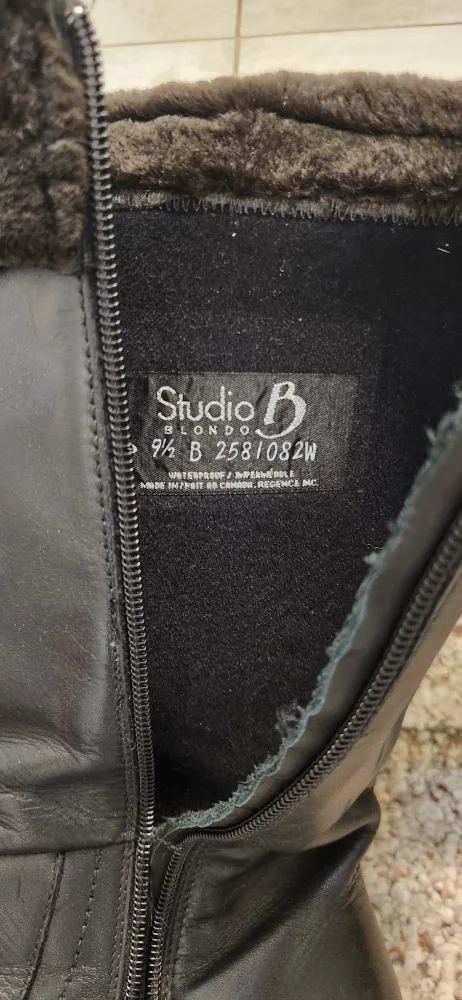 Studio B
BLONDO
9½ B 2581082W
WATERPROOF / IMPERMÉABLE
MADE IN / FAIT AU CANADA. REGENCE INC.